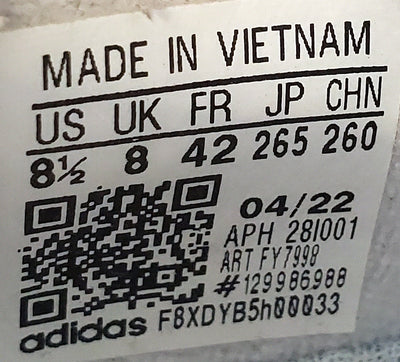 MADE IN VIETNAM
US UK FR JP CHN
8½ 8 42 265 260
04/22
APH 28I001
ART FY7998
#129986988
adidas F8XDYB5h00033